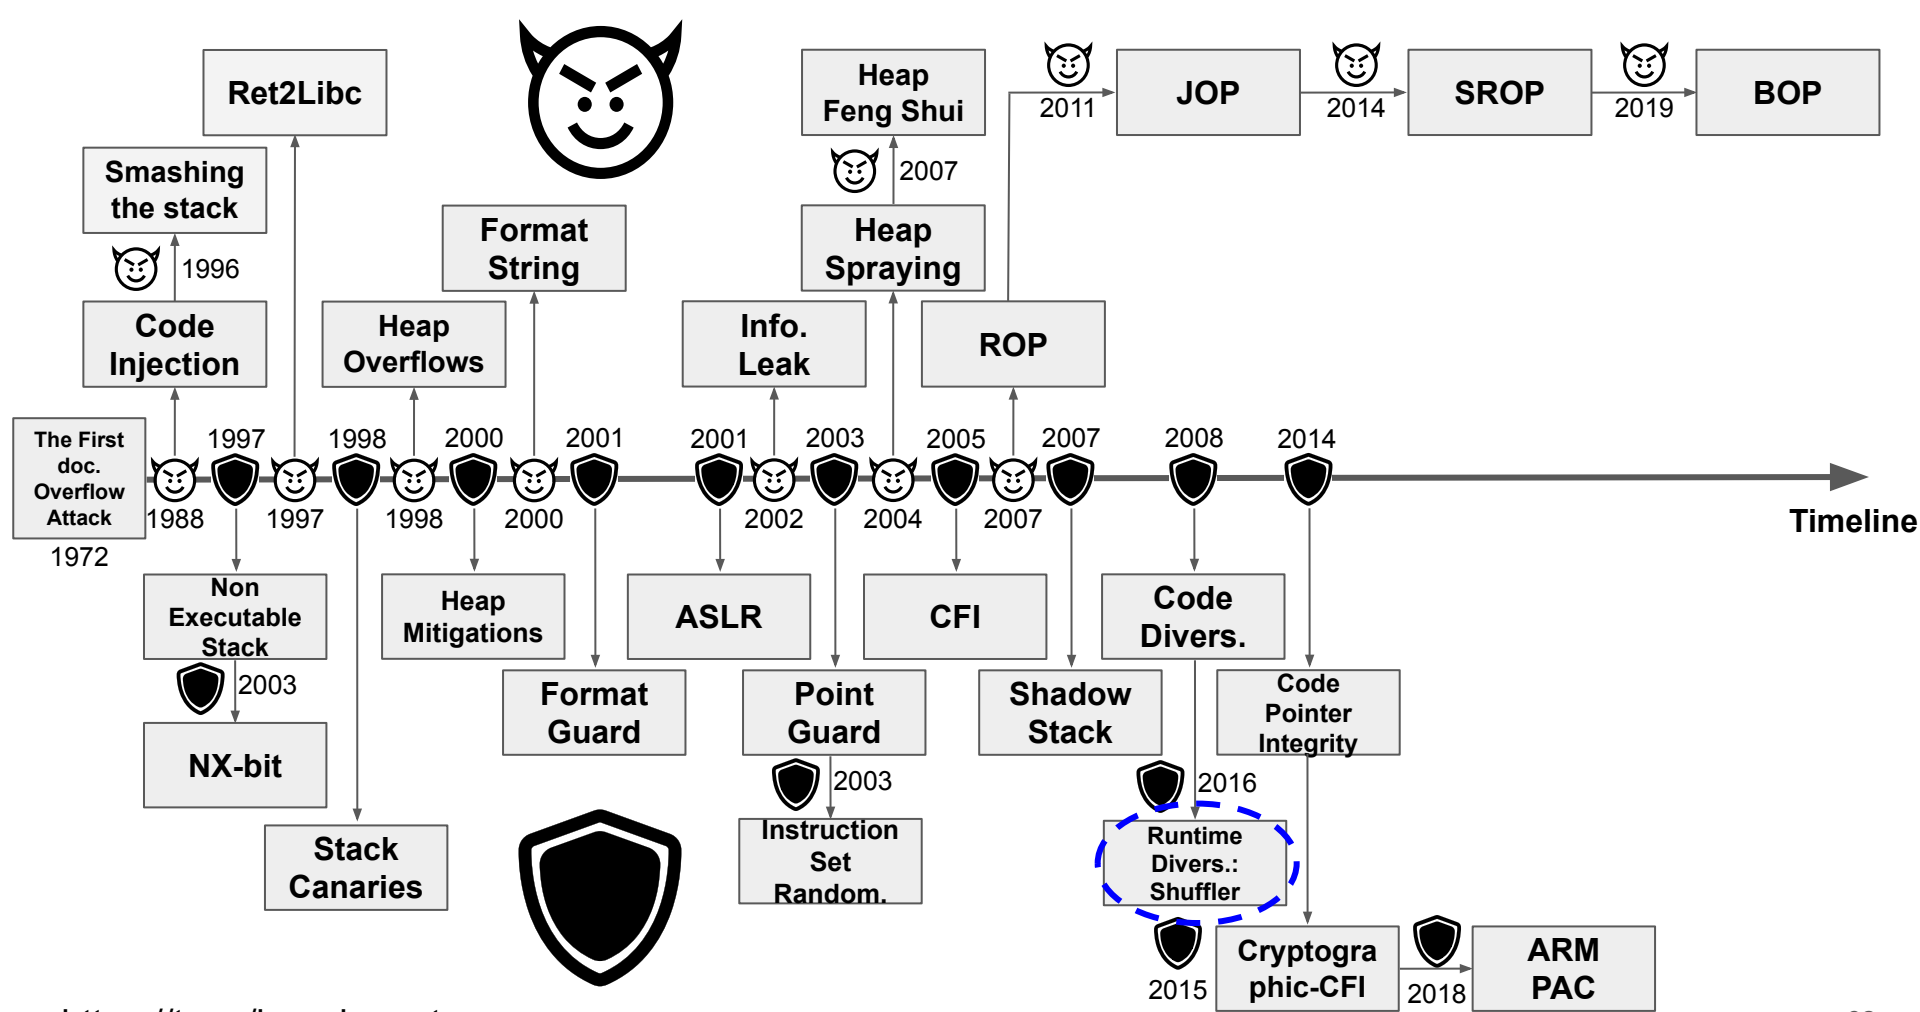 Ret2Libc
Heap
Feng Shui
2011
JOP
2014
SROP
2019
BOP
Smashing
the stack
2007
1996
Format
String
Heap
Spraying
Code
Injection
Heap
Overflows
Info.
Leak
ROP
The First
doc.
Overflow
Attack
1972
1997
1998
2000
2001
2001
2003
2005
2007
2008
2014
1988
1997
1998
2000
2002
2004
2007
Timeline
Non
Executable
Stack
Heap
Mitigations
ASLR
CFI
Code
Divers.
2003
Format
Guard
Point
Guard
Shadow
Stack
Code
Pointer
Integrity
NX-bit
2003
2016
Stack
Canaries
Instruction
Set
Random.
Runtime
Divers.:
Shuffler
2015
Cryptogra
phic-CFI
2018
ARM
PAC